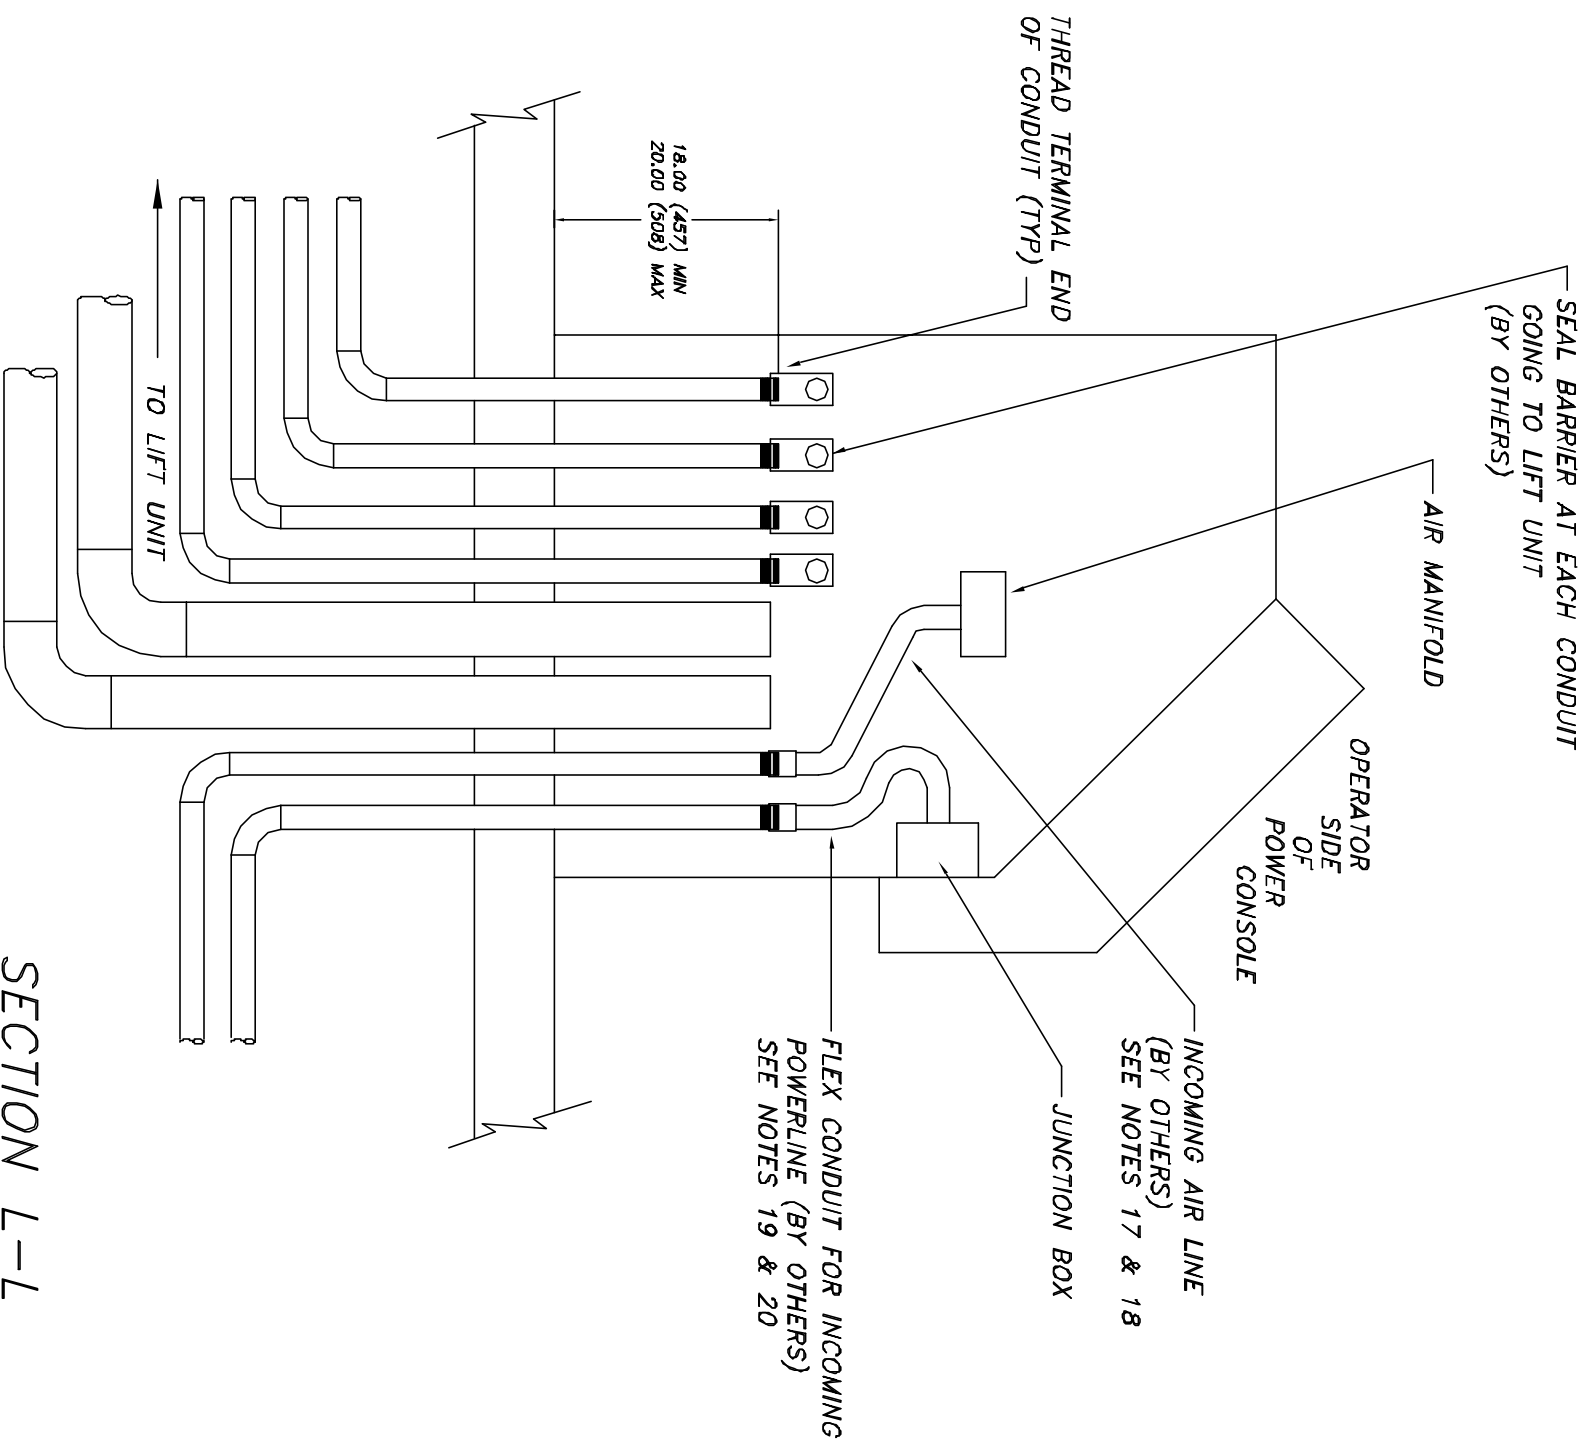 SEAL BARRIER AT EACH CONDUIT
GOING TO LIFT UNIT
(BY OTHERS)
AIR MANIFOLD
OPERATOR
SIDE
OF
POWER
CONSOLE
THREAD TERMINAL END
OF CONDUIT (TYP)
INCOMING AIR LINE
(BY OTHERS)
SEE NOTES 17 & 18
JUNCTION BOX
FLEX CONDUIT FOR INCOMING
POWERLINE (BY OTHERS)
SEE NOTES 19 & 20
18.00 (457) MIN
20.00 (508) MAX
TO LIFT UNIT
SECTION L-L